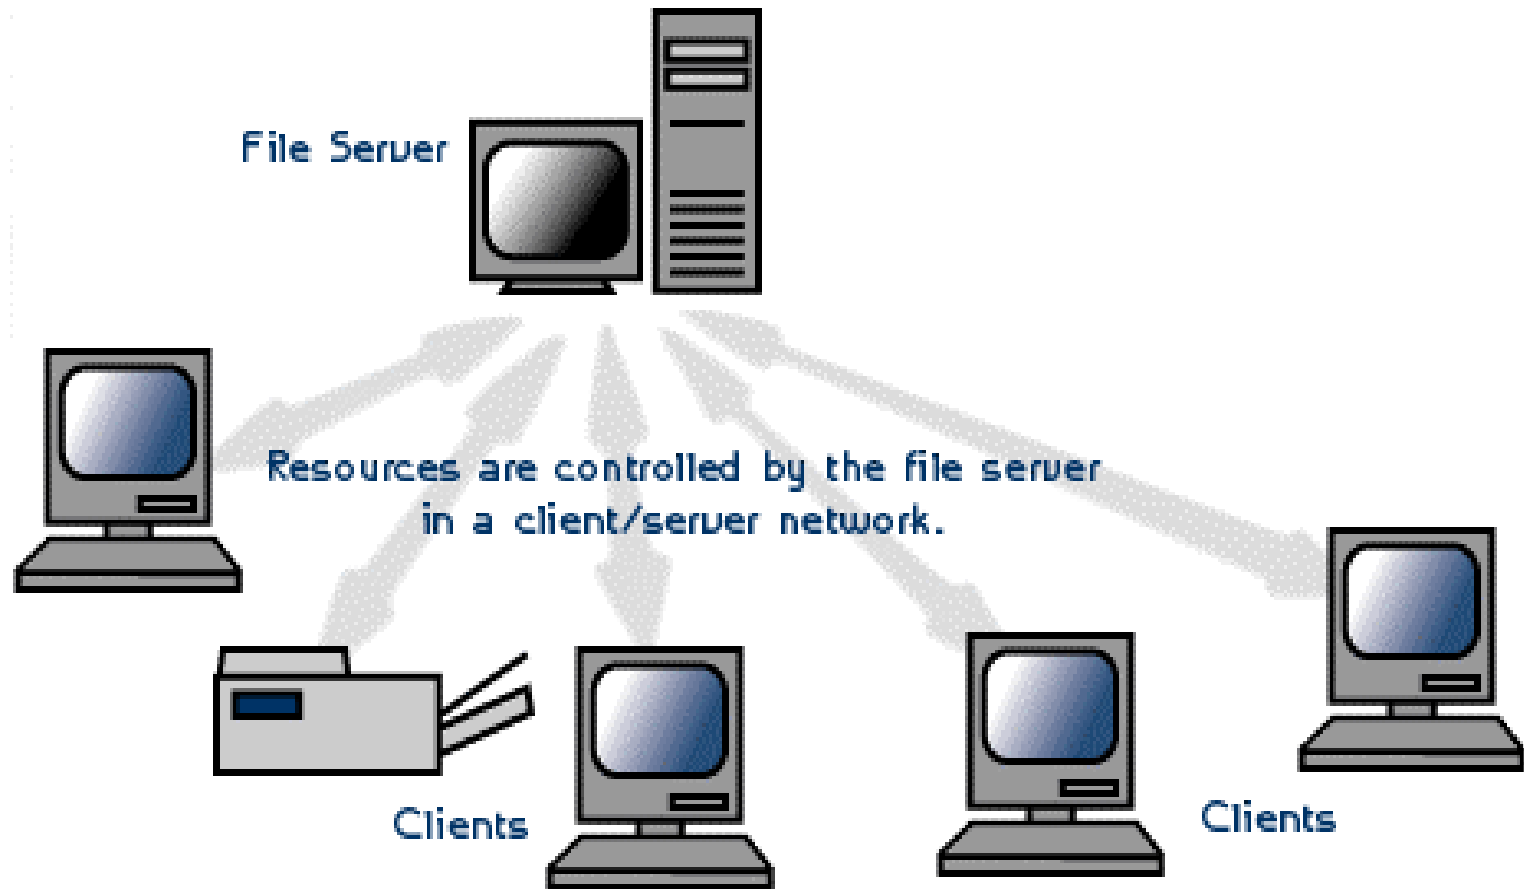 File Server
Resources are controlled by the file server
in a client/server network.
Clients
Clients